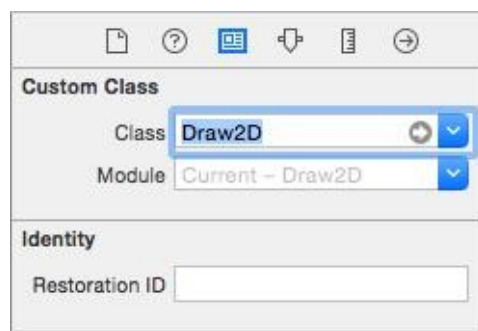 Custom Class
Class Draw2D
Module Current – Draw2D
Identity
Restoration ID